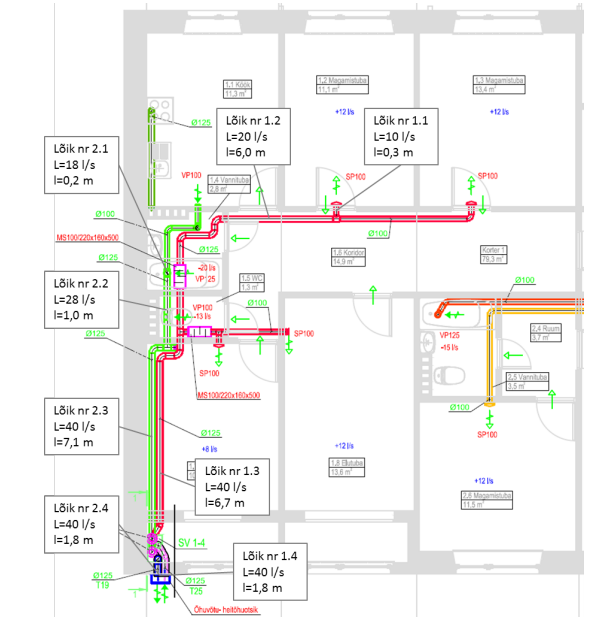 1,1 Köök
11,3 m²
1,2 Magamistuba
11,1 m²
1,3 Magamistuba
13,4 m²
Ø125
+12 l/s
+12 l/s
Lõik nr 1.2
L=20 l/s
l=6,0 m
Lõik nr 1.1
L=10 l/s
l=0,3 m
Lõik nr 2.1
L=18 l/s
l=0,2 m
VP100
1,4 Vannituba
2,8 m²
SP100
SP100
Ø100
MS100/220x160x500
Ø125
Ø125
Ø100
1,6 Koridor
14,9 m²
Korter 1
79,3 m²
-20 l/s
VP125
1,5 WC
1,3 m²
Lõik nr 2.2
L=28 l/s
l=1,0 m
VP100
-13 l/s
Ø100
Ø100
Ø125
SP100
VP125
-15 l/s
2,4 Ruum
3,7 m²
SP100
2,5 Vannituba
3,5 m²
MS100/220x160x500
Ø100
Lõik nr 2.3
L=40 l/s
l=7,1 m
Ø125
SP100
+8 l/s
+12 l/s
Lõik nr 1.3
L=40 l/s
l=6,7 m
1,8 Elutuba
13,6 m²
+12 l/s
2,6 Magamistuba
11,5 m²
Lõik nr 2.4
L=40 l/s
l=1,8 m
SV 1-4
Lõik nr 1.4
L=40 l/s
l=1,8 m
Ø125
T19
Ø125
T25
Õhuvõtu- heitõhuotsik